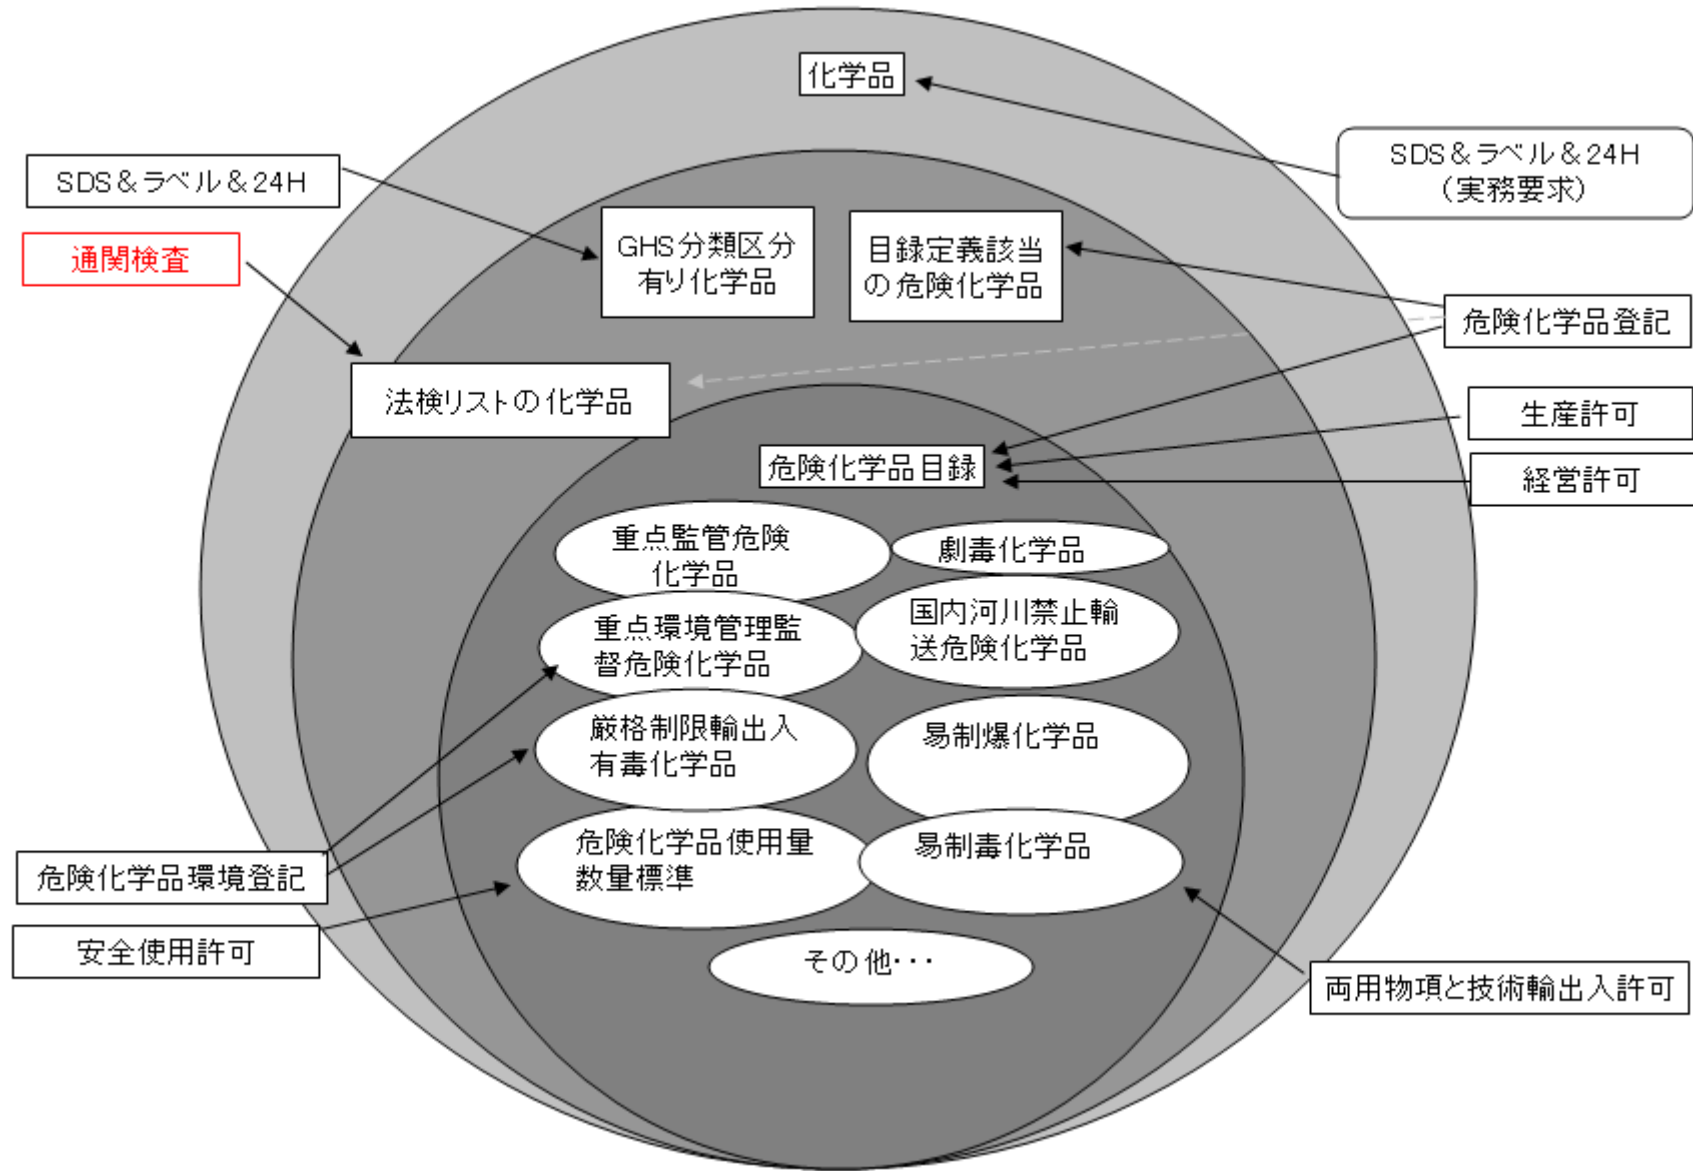 化学品
SDS&ラベル&24H
(実務要求)
SDS&ラベル&24H
通関検査
GHS分類区分
有り化学品
目録定義該当
の危険化学品
危険化学品登記
法検リストの化学品
生産許可
危険化学品目録
経営許可
重点監管危険
化学品
劇毒化学品
重点環境管理監
督危険化学品
国内河川禁止輸
送危険化学品
厳格制限輸出入
有毒化学品
易制爆化学品
危険化学品使用量
数量標準
易制毒化学品
危険化学品環境登記
安全使用許可
その他・・・
両用物項と技術輸出入許可